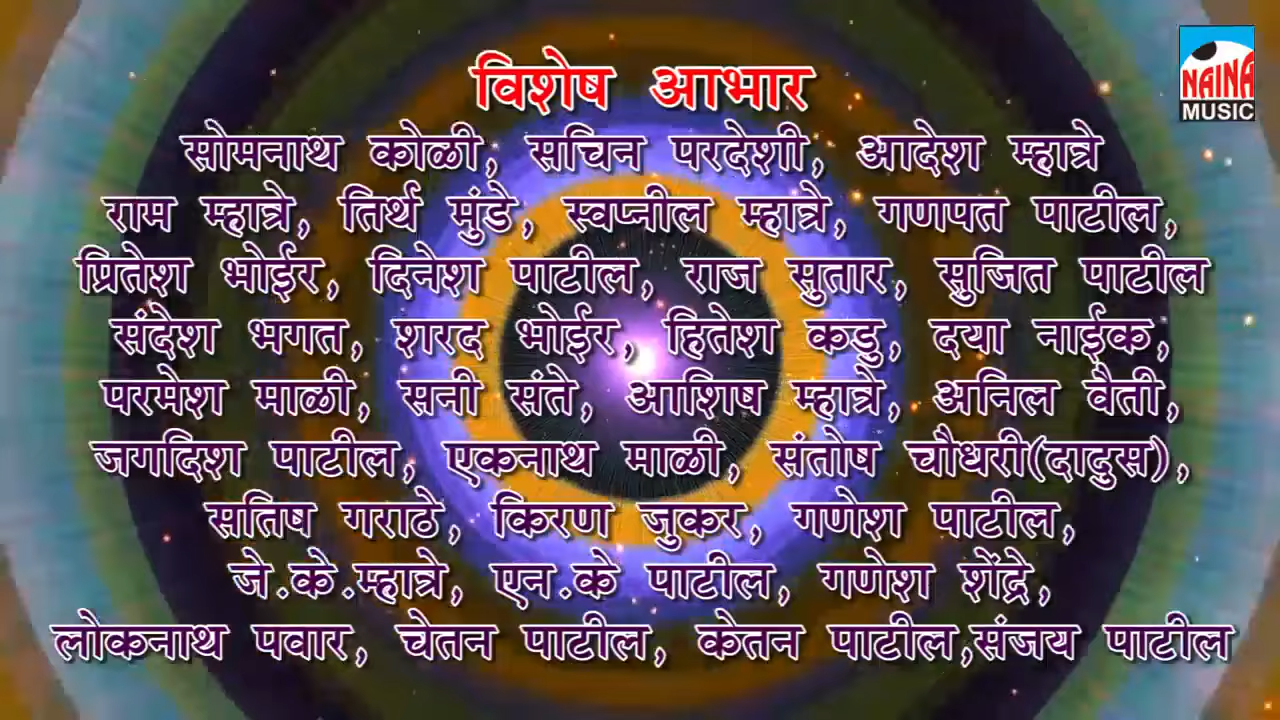 विशेष आभार
NAINA
MUSIC
सोमनाथ कोळी, सचिन परदेशी, आदेश म्हात्रे
राम म्हात्रे, तिर्थ मुंडे, स्वप्नील म्हात्रे, गणपत पाटील,
प्रितेश भोईर, दिनेश पाटील, राज सुतार, सुजित पाटील
संदेश भगत, शरद भोईर, हितेश कडु, दया नाईक,
परमेश माळी, सनी संते, आशिष म्हात्रे, अनिल वैती,
जगदिश पाटील, एकनाथ माळी, संतोष चौधरी(दादुस),
सतिष गराठे, किरण जुकर, गणेश पाटील,
जे.के.म्हात्रे, एन.के पाटील, गणेश शेंद्रे,
लोकनाथ पवार, चेतन पाटील, केतन पाटील,संजय पाटील